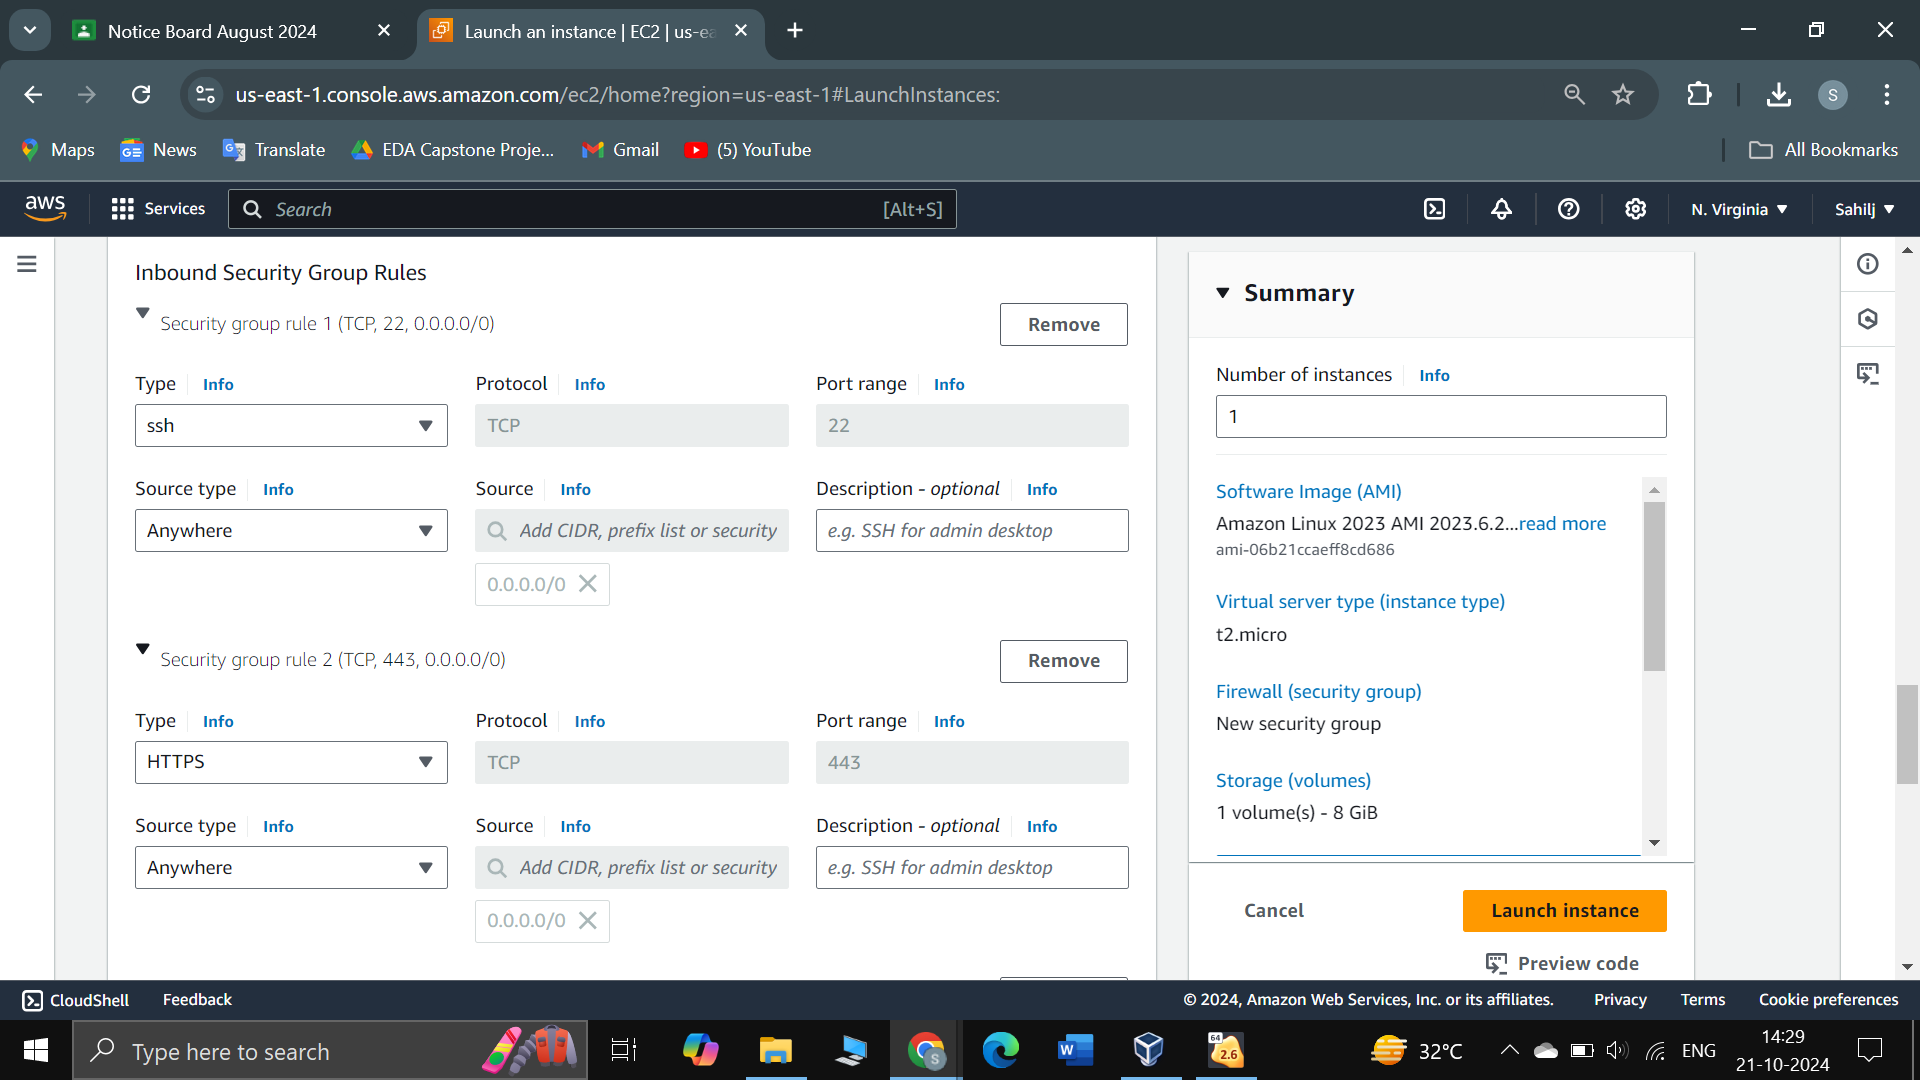 Notice Board August 2024
Launch an instance | EC2 | us-ea
us-east-1.console.aws.amazon.com/ec2/home?region=us-east-1#LaunchInstances:
S
Maps
News
Translate
EDA Capstone Proje...
Gmail
(5) YouTube
All Bookmarks
aws
Services
Search
[Alt+S]
N. Virginia
Sahilj
Inbound Security Group Rules
Security group rule 1 (TCP, 22, 0.0.0.0/0)
Remove
Type Info
Protocol Info
Port range Info
ssh
TCP
22
Source type Info
Source Info
Description - optional Info
Anywhere
Add CIDR, prefix list or security
e.g. SSH for admin desktop
0.0.0.0/0
Security group rule 2 (TCP, 443, 0.0.0.0/0)
Remove
Type Info
Protocol Info
Port range Info
HTTPS
TCP
443
Source type Info
Source Info
Description - optional Info
Anywhere
Add CIDR, prefix list or security
e.g. SSH for admin desktop
0.0.0.0/0
Summary
Number of instances Info
1
Software Image (AMI)
Amazon Linux 2023 AMI 2023.6.2...read more
ami-06b21ccaeff8cd686
Virtual server type (instance type)
t2.micro
Firewall (security group)
New security group
Storage (volumes)
1 volume(s) - 8 GiB
Cancel
Launch instance
Preview code
CloudShell
Feedback
© 2024, Amazon Web Services, Inc. or its affiliates.
Privacy
Terms
Cookie preferences
Type here to search
S
W
64
2.6
32°C
ENG
14:29
21-10-2024